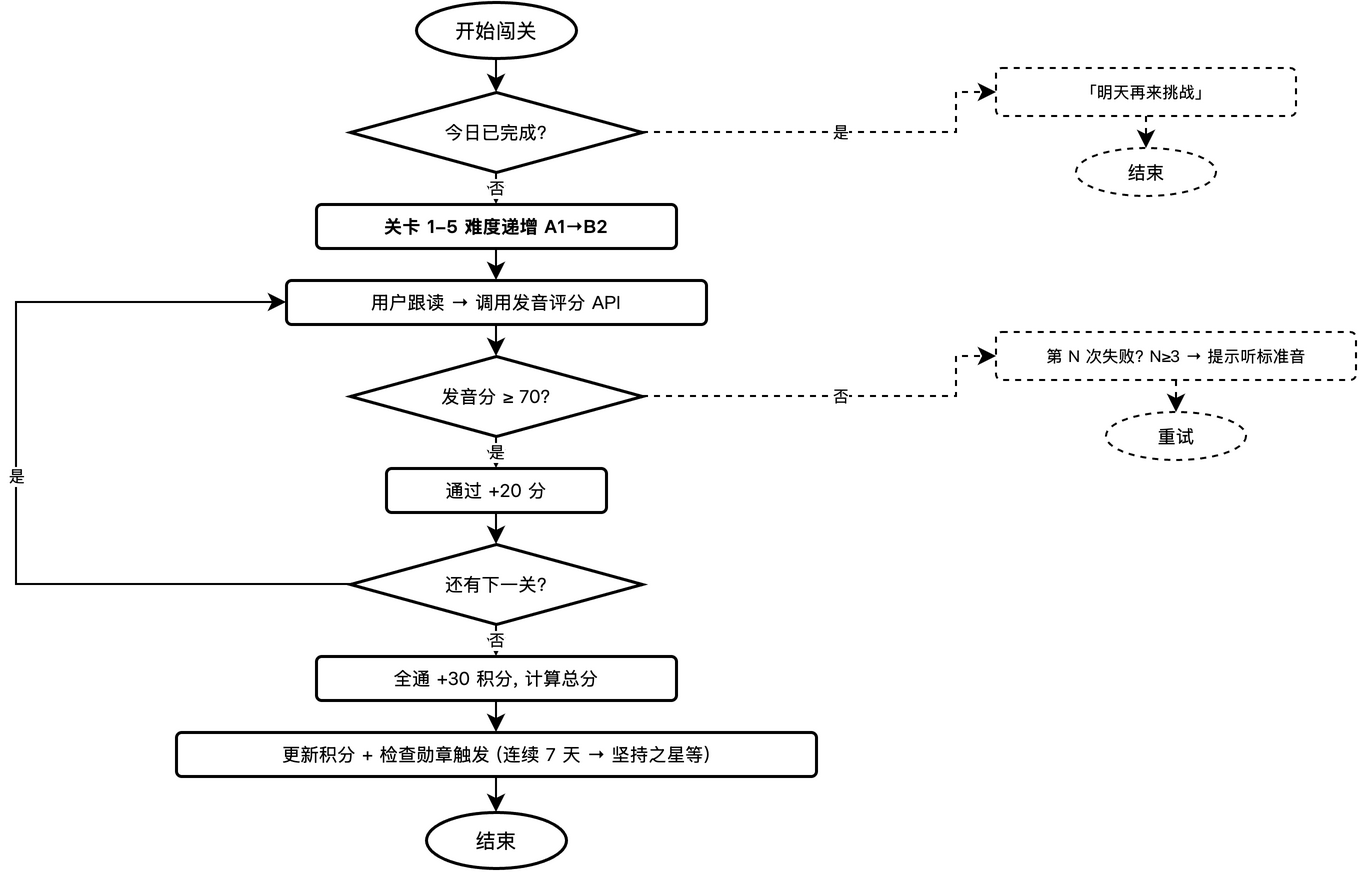 开始闯关
「明天再来挑战」
今日已完成?
是
结束
否
关卡 1–5 难度递增 A1→B2
用户跟读 → 调用发音评分 API
第 N 次失败? N≥3 → 提示听标准音
发音分 ≥ 70?
否
重试
是
是
通过 +20 分
还有下一关?
否
全通 +30 积分, 计算总分
更新积分 + 检查勋章触发 (连续 7 天 → 坚持之星等)
结束